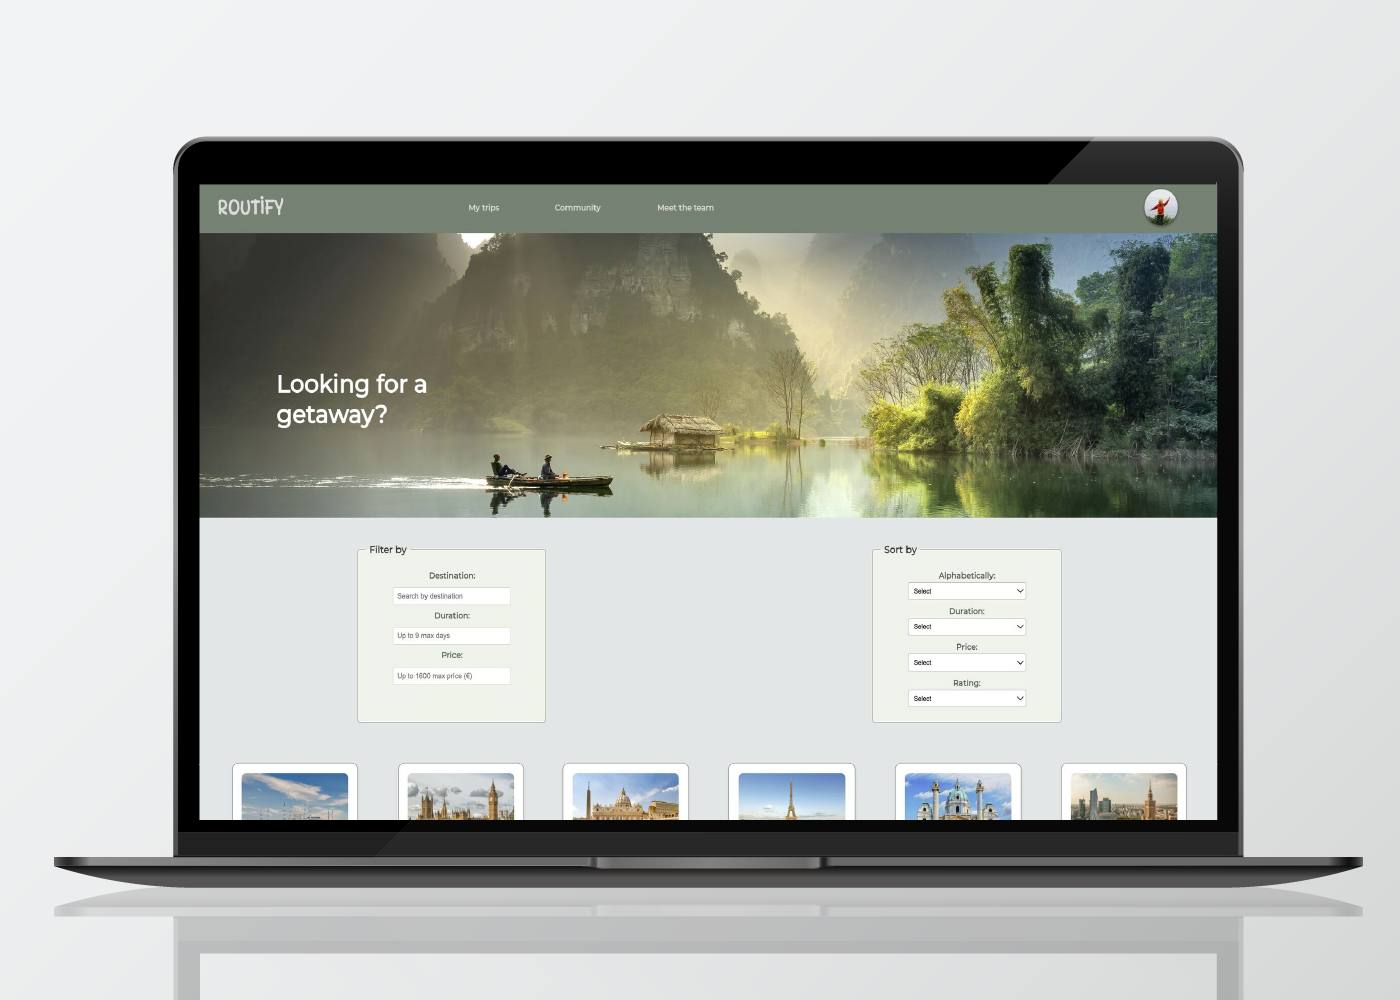 ROUTiFY
My trips
Community
Meet the team
Looking for a
getaway?
Filter by
Destination:
Search by destination
Duration:
Up to 9 max days
Price:
Up to 1600 max price (€)
Sort by
Alphabetically:
Select
Duration:
Select
Price:
Select
Rating:
Select